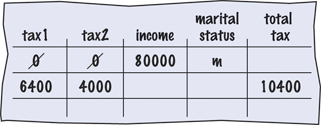 marital total
tax1 tax2 income status tax
0 0 80000 m
6400 4000 10400